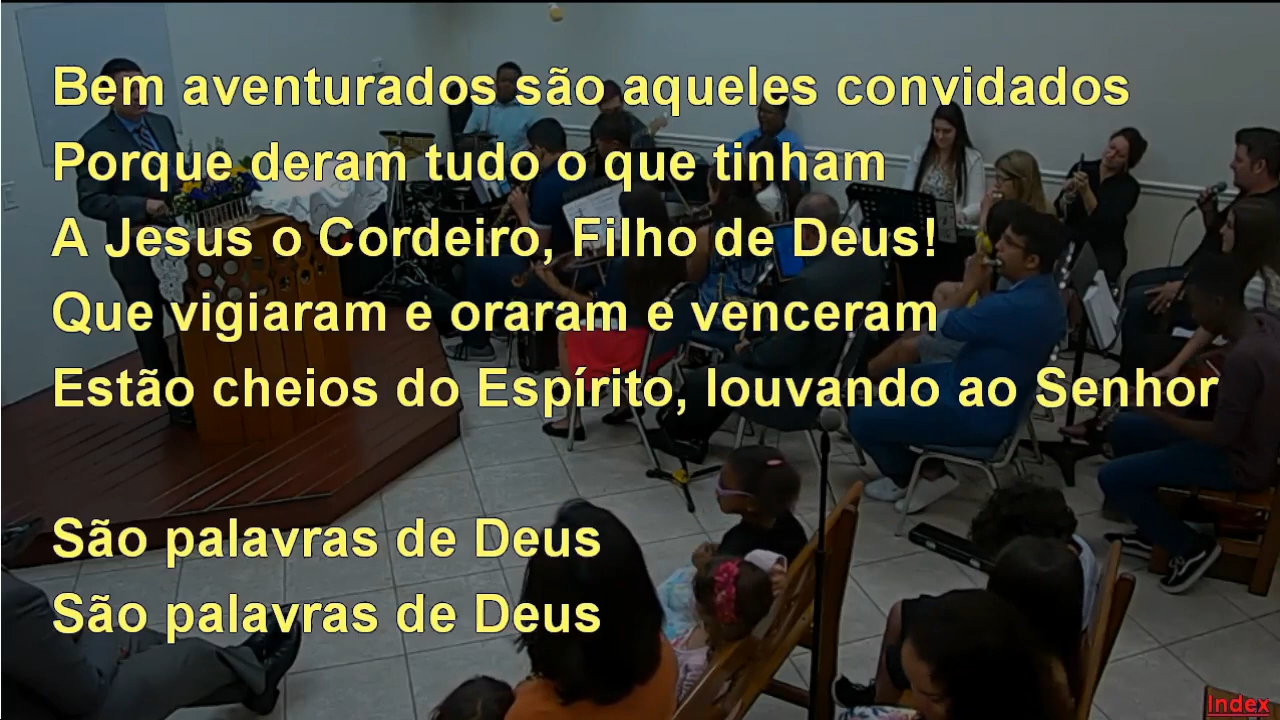 Bem aventurados são aqueles convidados
Porque deram tudo o que tinham
A Jesus o Cordeiro, Filho de Deus!
Que vigiaram e oraram e venceram
Estão cheios do Espírito, louvando ao Senhor
São palavras de Deus
São palavras de Deus
Index